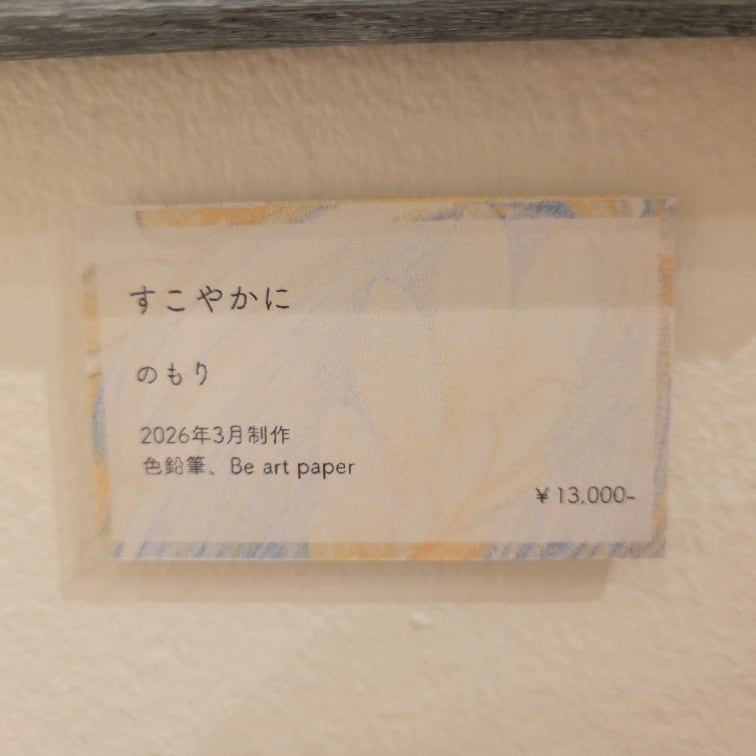 すこやかに
のもり
2026年3月制作
色鉛筆、Be art paper
￥13,000-